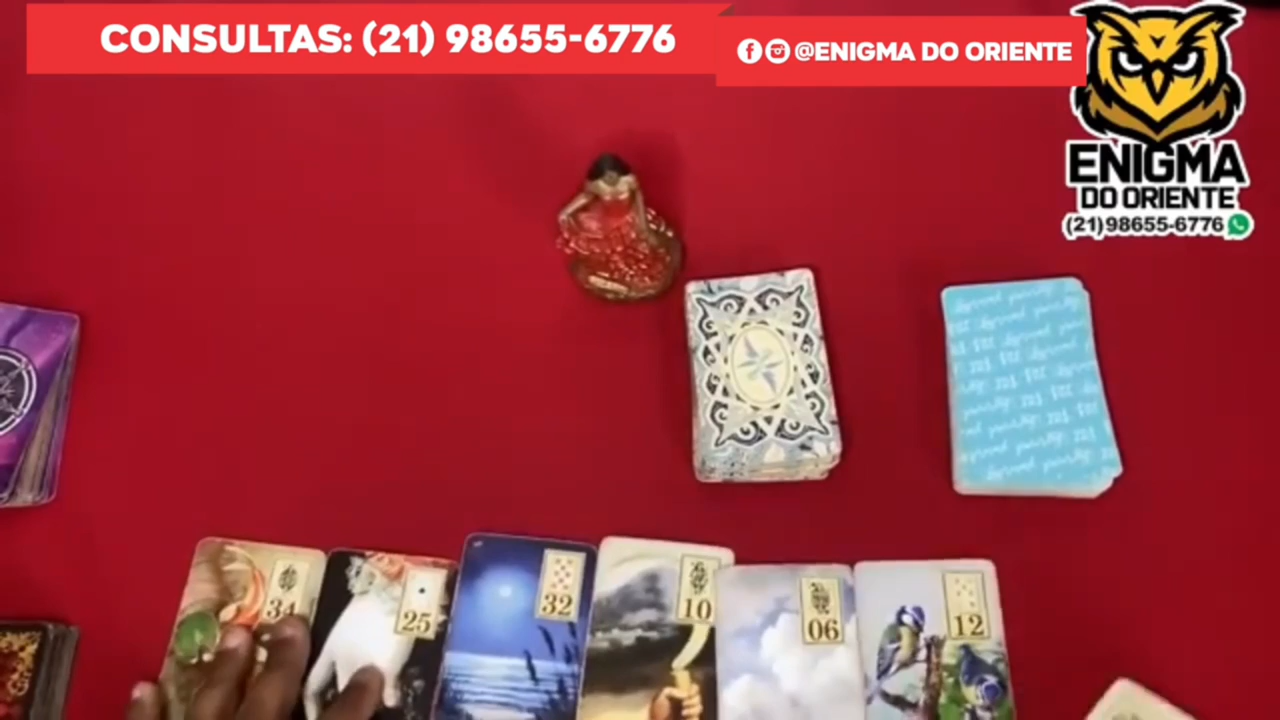 CONSULTAS: (21) 98655-6776
@ENIGMA DO ORIENTE
ENIGMA
DO ORIENTE
(21)98655-6776
34
25
32
10
06
12